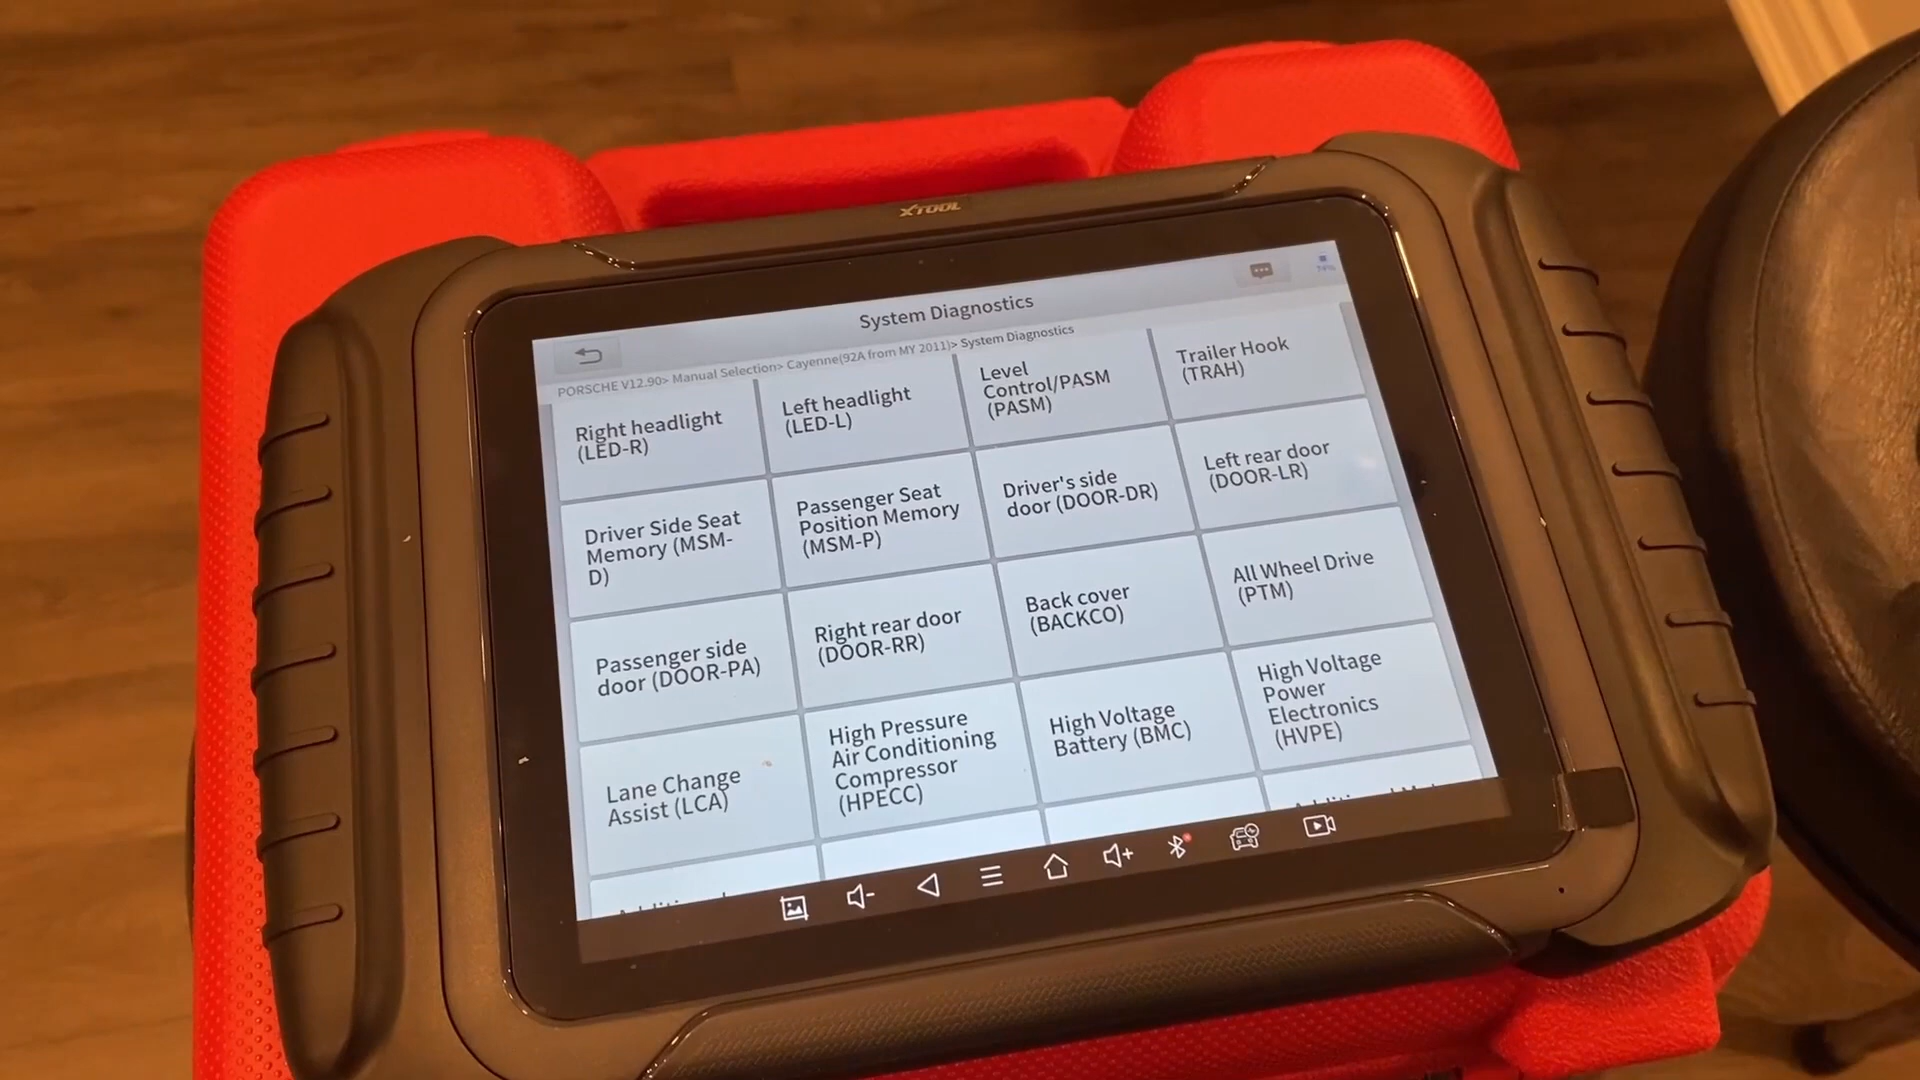 XTOOL
74%
System Diagnostics
PORSCHE V12.90> Manual Selection> Cayenne(92A from MY 2011)> System Diagnostics
Right headlight
(LED-R)
Left headlight
(LED-L)
Level
Control/PASM
(PASM)
Trailer Hook
(TRAH)
Driver Side Seat
Memory (MSM-
D)
Passenger Seat
Position Memory
(MSM-P)
Driver's side
door (DOOR-DR)
Left rear door
(DOOR-LR)
Passenger side
door (DOOR-PA)
Right rear door
(DOOR-RR)
Back cover
(BACKCO)
All Wheel Drive
(PTM)
Lane Change
Assist (LCA)
High Pressure
Air Conditioning
Compressor
(HPECC)
High Voltage
Battery (BMC)
High Voltage
Power
Electronics
(HVPE)